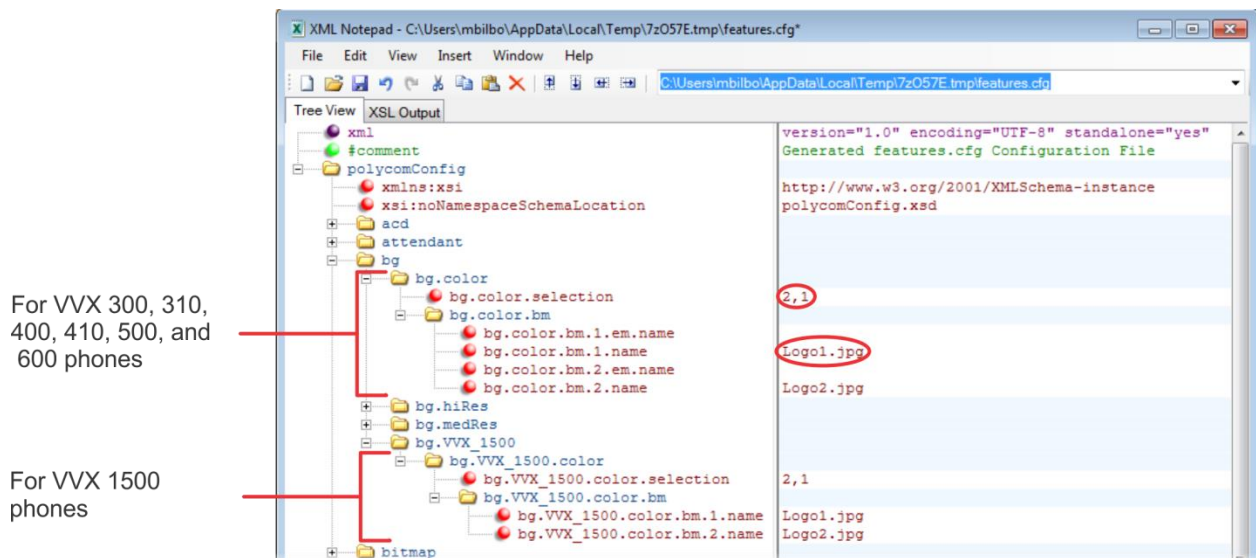 XML Notepad - C:\Users\mbilbo\AppData\Local\Temp\7zO57E.tmp\features.cfg*
File Edit View Insert Window Help
C:\Users\mbilbo\AppData\Local\Temp\7zO57E.tmp\features.cfg
Tree View XSL Output
xml version="1.0" encoding="UTF-8" standalone="yes"
#comment Generated features.cfg Configuration File
polycomConfig
xmlns:xsi http://www.w3.org/2001/XMLSchema-instance
xsi:noNamespaceSchemaLocation polycomConfig.xsd
acd
attendant
bg
bg.color
bg.color.selection 2,1
bg.color.bm
bg.color.bm.1.em.name
bg.color.bm.1.name Logo1.jpg
bg.color.bm.2.em.name
bg.color.bm.2.name Logo2.jpg
bg.hiRes
bg.medRes
bg.VVX_1500
bg.VVX_1500.color
bg.VVX_1500.color.selection 2,1
bg.VVX_1500.color.bm
bg.VVX_1500.color.bm.1.name Logo1.jpg
bg.VVX_1500.color.bm.2.name Logo2.jpg
bitmap
For VVX 300, 310,
400, 410, 500, and
600 phones
For VVX 1500
phones